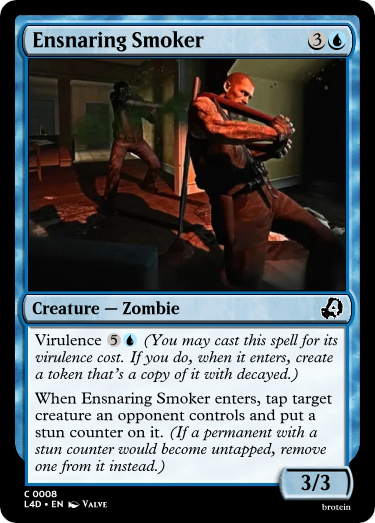 Ensnaring Smoker 3
Creature — Zombie
4
Virulence 5 (You may cast this spell for its
virulence cost. If you do, when it enters, create
a token that's a copy of it with decayed.)
When Ensnaring Smoker enters, tap target
creature an opponent controls and put a
stun counter on it. (If a permanent with a
stun counter would become untapped, remove
one from it instead.)
3/3
C 0008
L4D • EN Valve
brotein